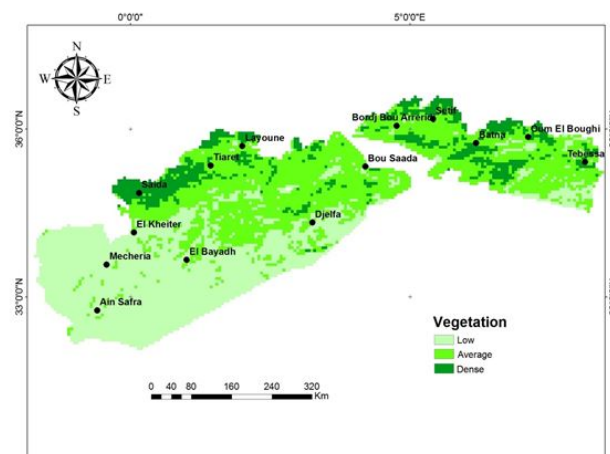 0°0'0" 5°0'0"E
N
W E
S
36°0'0"N
Setif
Bordj Bou Arrerid
Oum El Boughi
Batna
Layoune
Tebessa
Tiaret
Bou Saada
Saida
Djelfa
El Kheiter
El Bayadh
Mecheria
33°0'0"N
Ain Safra
Vegetation
Low
Average
Dense
0 20 40 80 160 240 320
Km